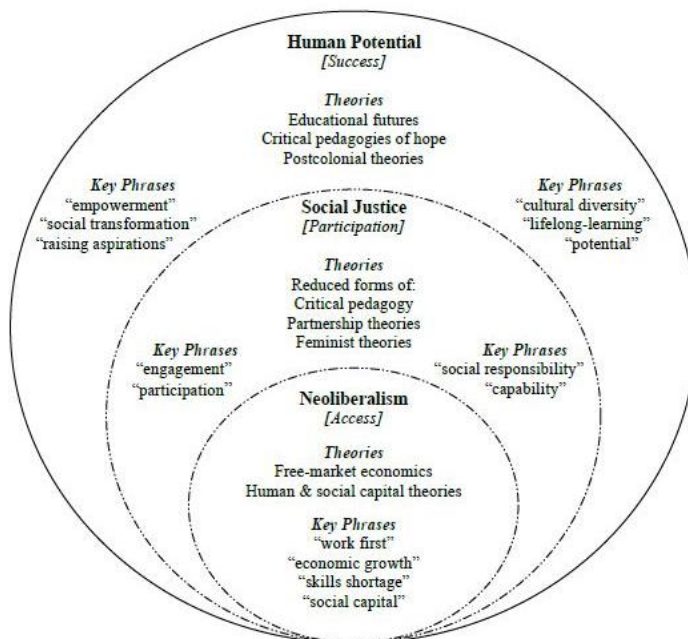 Human Potential
[Success]
Theories
Educational futures
Critical pedagogies of hope
Postcolonial theories
Key Phrases
“empowerment”
“social transformation”
“raising aspirations”
Key Phrases
“cultural diversity”
“lifelong-learning”
“potential”
Social Justice
[Participation]
Theories
Reduced forms of:
Critical pedagogy
Partnership theories
Feminist theories
Key Phrases
“engagement”
“participation”
Key Phrases
“social responsibility”
“capability”
Neoliberalism
[Access]
Theories
Free-market economics
Human & social capital theories
Key Phrases
“work first”
“economic growth”
“skills shortage”
“social capital”